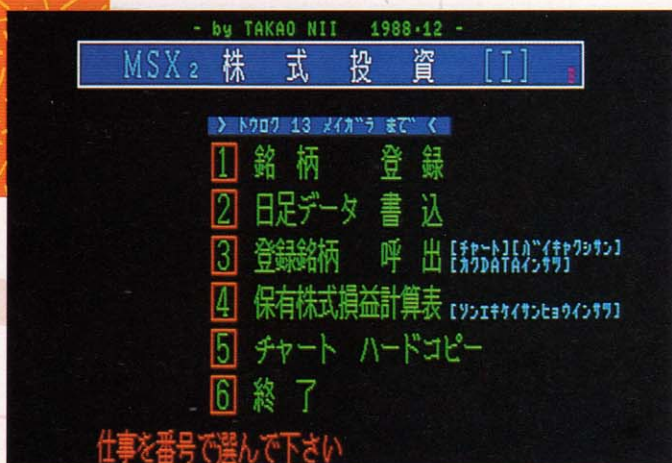 - by TAKAO NII 1988・12 -
MSX2 株式投資 [I]
> トウロク 13 メイガラ まで <
1 銘柄 登録
2 日足データ 書込
3 登録銘柄 呼出 [チャート][バイキャクシサン]
[カクDATAインサツ]
4 保有株式損益計算表 [ソンエキケイサンヒョウインサツ]
5 チャート ハードコピー
6 終了
仕事を番号で選んで下さい